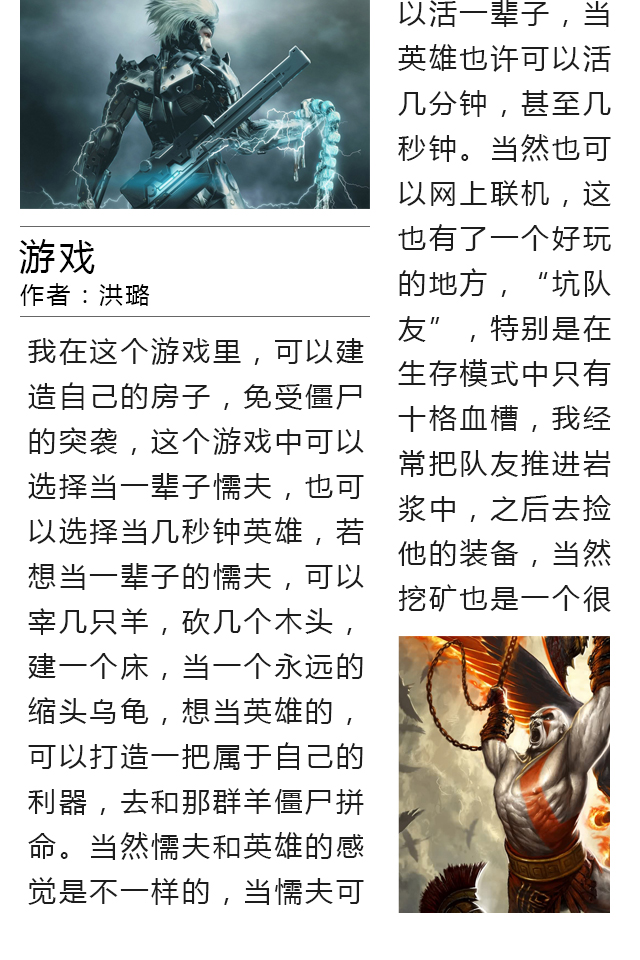 游戏
作者：洪璐
我在这个游戏里，可以建
造自己的房子，免受僵尸
的突袭，这个游戏中可以
选择当一辈子懦夫，也可
以选择当几秒钟英雄，若
想当一辈子的懦夫，可以
宰几只羊，砍几个木头，
建一个床，当一个永远的
缩头乌龟，想当英雄的，
可以打造一把属于自己的
利器，去和那群羊僵尸拼
命。当然懦夫和英雄的感
觉是不一样的，当懦夫可
以活一辈子，当
英雄也许可以活
几分钟，甚至几
秒钟。当然也可
以网上联机，这
也有了一个好玩
的地方，“坑队
友”，特别是在
生存模式中只有
十格血槽，我经
常把队友推进岩
浆中，之后去捡
他的装备，当然
挖矿也是一个很